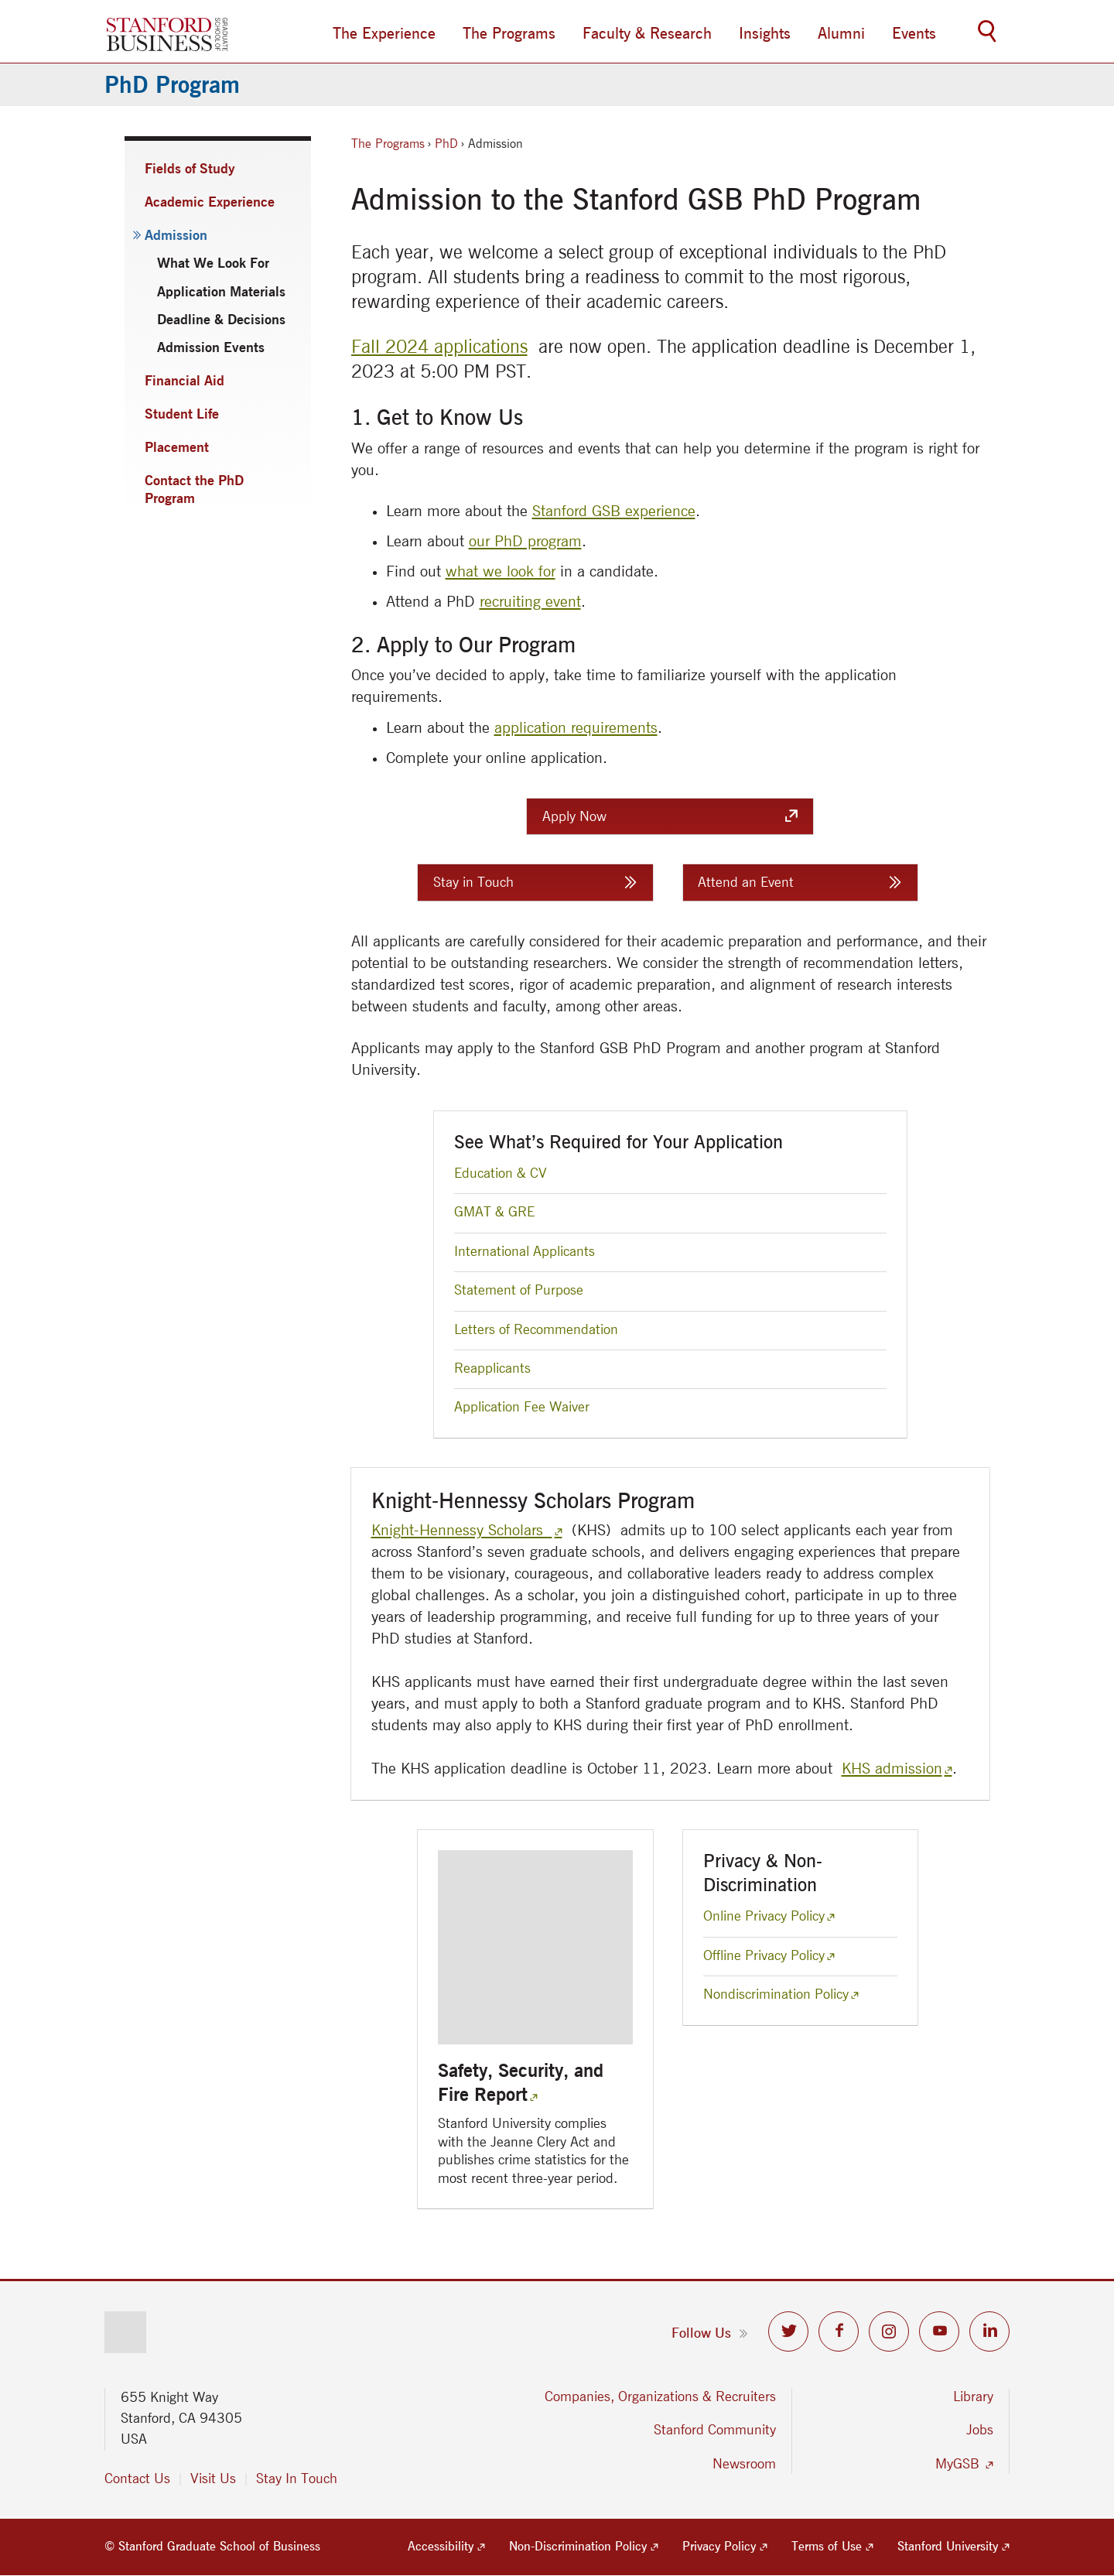 STANFORD
BUSINESS
GRADUATE
SCHOOL OF
The Experience
The Programs
Faculty & Research
Insights
Alumni
Events
PhD Program
Fields of Study
Academic Experience
Admission
What We Look For
Application Materials
Deadline & Decisions
Admission Events
Financial Aid
Student Life
Placement
Contact the PhD
Program
The Programs › PhD › Admission
Admission to the Stanford GSB PhD Program
Each year, we welcome a select group of exceptional individuals to the PhD
program. All students bring a readiness to commit to the most rigorous,
rewarding experience of their academic careers.
Fall 2024 applications are now open. The application deadline is December 1,
2023 at 5:00 PM PST.
1. Get to Know Us
We offer a range of resources and events that can help you determine if the program is right for
you.
• Learn more about the Stanford GSB experience.
• Learn about our PhD program.
• Find out what we look for in a candidate.
• Attend a PhD recruiting event.
2. Apply to Our Program
Once you’ve decided to apply, take time to familiarize yourself with the application
requirements.
• Learn about the application requirements.
• Complete your online application.
Apply Now
Stay in Touch
Attend an Event
All applicants are carefully considered for their academic preparation and performance, and their
potential to be outstanding researchers. We consider the strength of recommendation letters,
standardized test scores, rigor of academic preparation, and alignment of research interests
between students and faculty, among other areas.
Applicants may apply to the Stanford GSB PhD Program and another program at Stanford
University.
See What’s Required for Your Application
Education & CV
GMAT & GRE
International Applicants
Statement of Purpose
Letters of Recommendation
Reapplicants
Application Fee Waiver
Knight-Hennessy Scholars Program
Knight-Hennessy Scholars (KHS) admits up to 100 select applicants each year from
across Stanford’s seven graduate schools, and delivers engaging experiences that prepare
them to be visionary, courageous, and collaborative leaders ready to address complex
global challenges. As a scholar, you join a distinguished cohort, participate in up to three
years of leadership programming, and receive full funding for up to three years of your
PhD studies at Stanford.
KHS applicants must have earned their first undergraduate degree within the last seven
years, and must apply to both a Stanford graduate program and to KHS. Stanford PhD
students may also apply to KHS during their first year of PhD enrollment.
The KHS application deadline is October 11, 2023. Learn more about KHS admission.
Safety, Security, and
Fire Report
Stanford University complies
with the Jeanne Clery Act and
publishes crime statistics for the
most recent three-year period.
Privacy & Non-
Discrimination
Online Privacy Policy
Offline Privacy Policy
Nondiscrimination Policy
Follow Us
655 Knight Way
Stanford, CA 94305
USA
Contact Us
Visit Us
Stay In Touch
Companies, Organizations & Recruiters
Stanford Community
Newsroom
Library
Jobs
MyGSB
© Stanford Graduate School of Business
Accessibility
Non-Discrimination Policy
Privacy Policy
Terms of Use
Stanford University